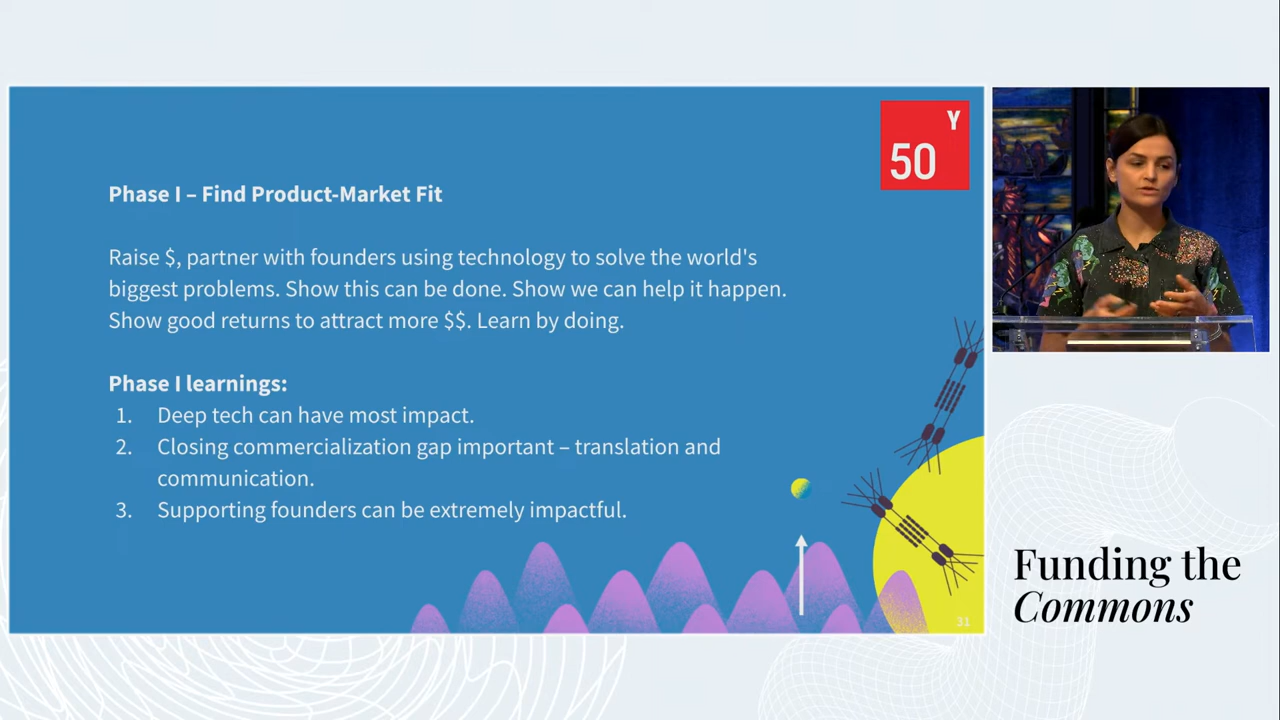 Y
50
Phase I – Find Product-Market Fit
Raise $, partner with founders using technology to solve the world's
biggest problems. Show this can be done. Show we can help it happen.
Show good returns to attract more $$. Learn by doing.
Phase I learnings:
1. Deep tech can have most impact.
2. Closing commercialization gap important – translation and
communication.
3. Supporting founders can be extremely impactful.
31
Funding the
Commons